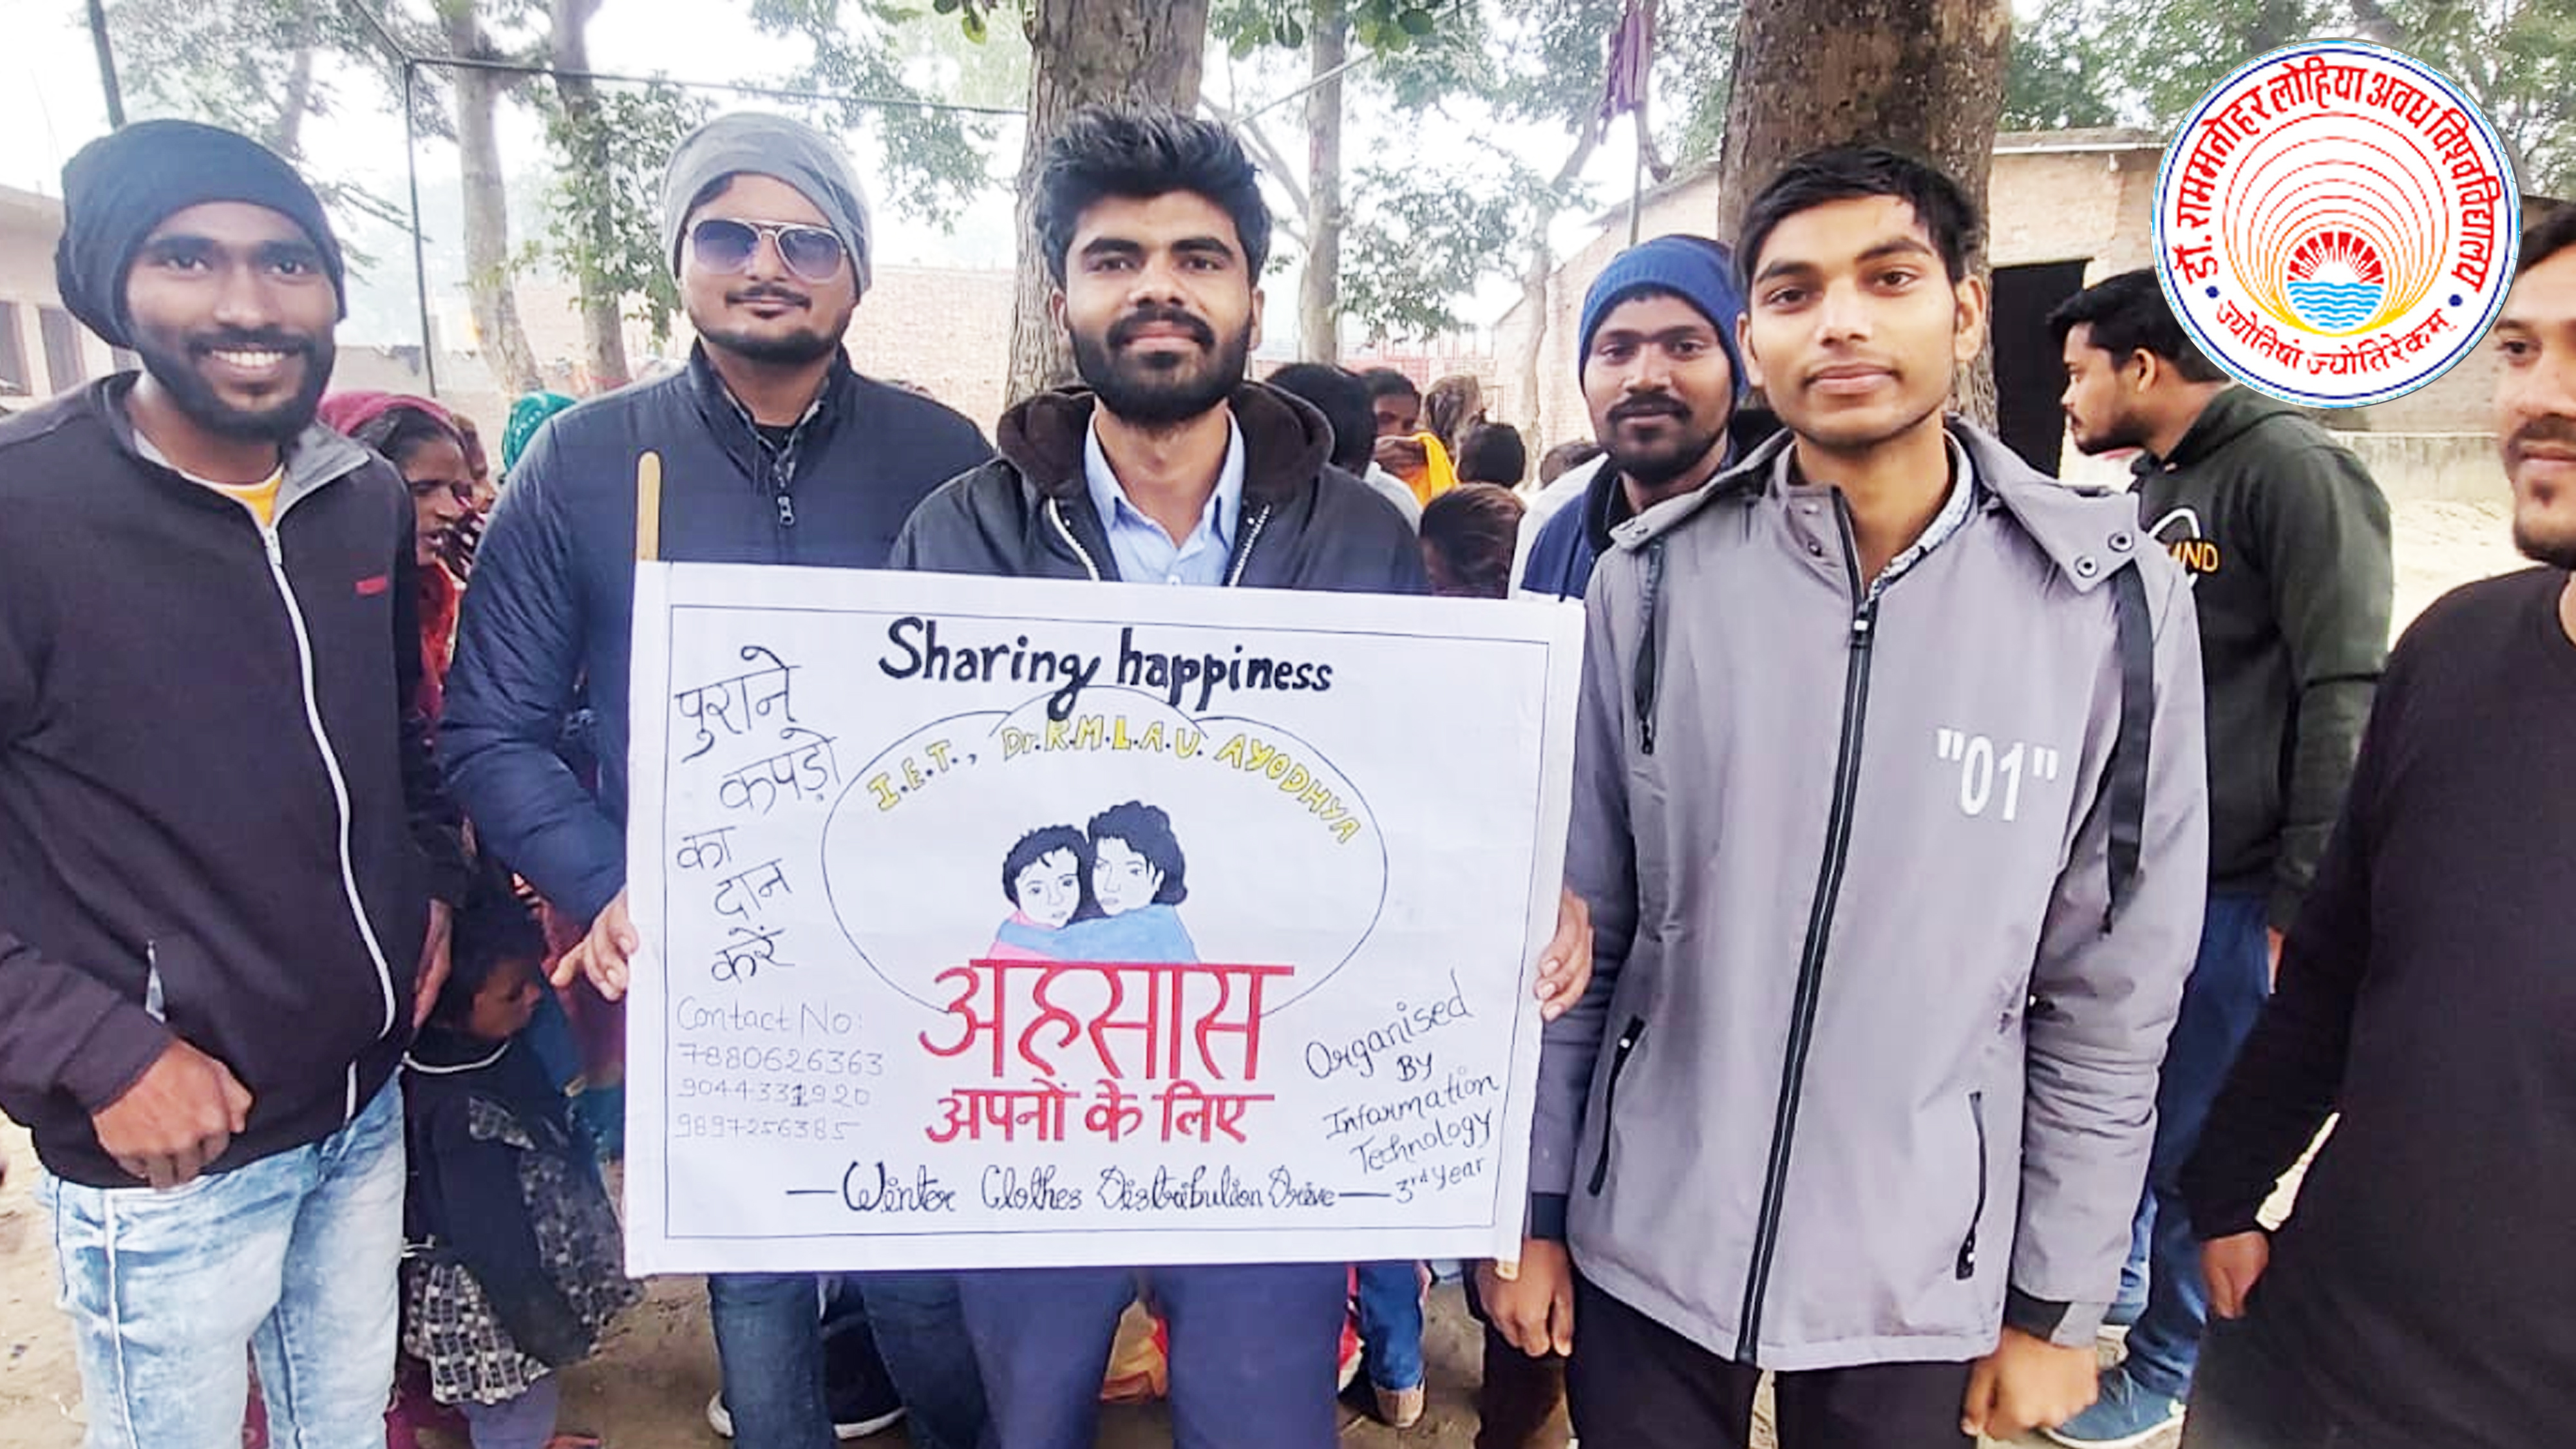 डॉ. राममनोहर लोहिया अवध विश्वविद्यालय
ज्योतिषां ज्योतिरेकम्
"01"
Sharing happiness
I.E.T., Dr.R.M.L.A.U. AYODHYA
पुराने
कपड़ो
का
दान
करें
Contact No:
7880626363
9044331920
9897256385
अहसास
अपनों के लिए
Organised
By
Information
Technology
3rd year
—Winter Clothes Distribution Drive—